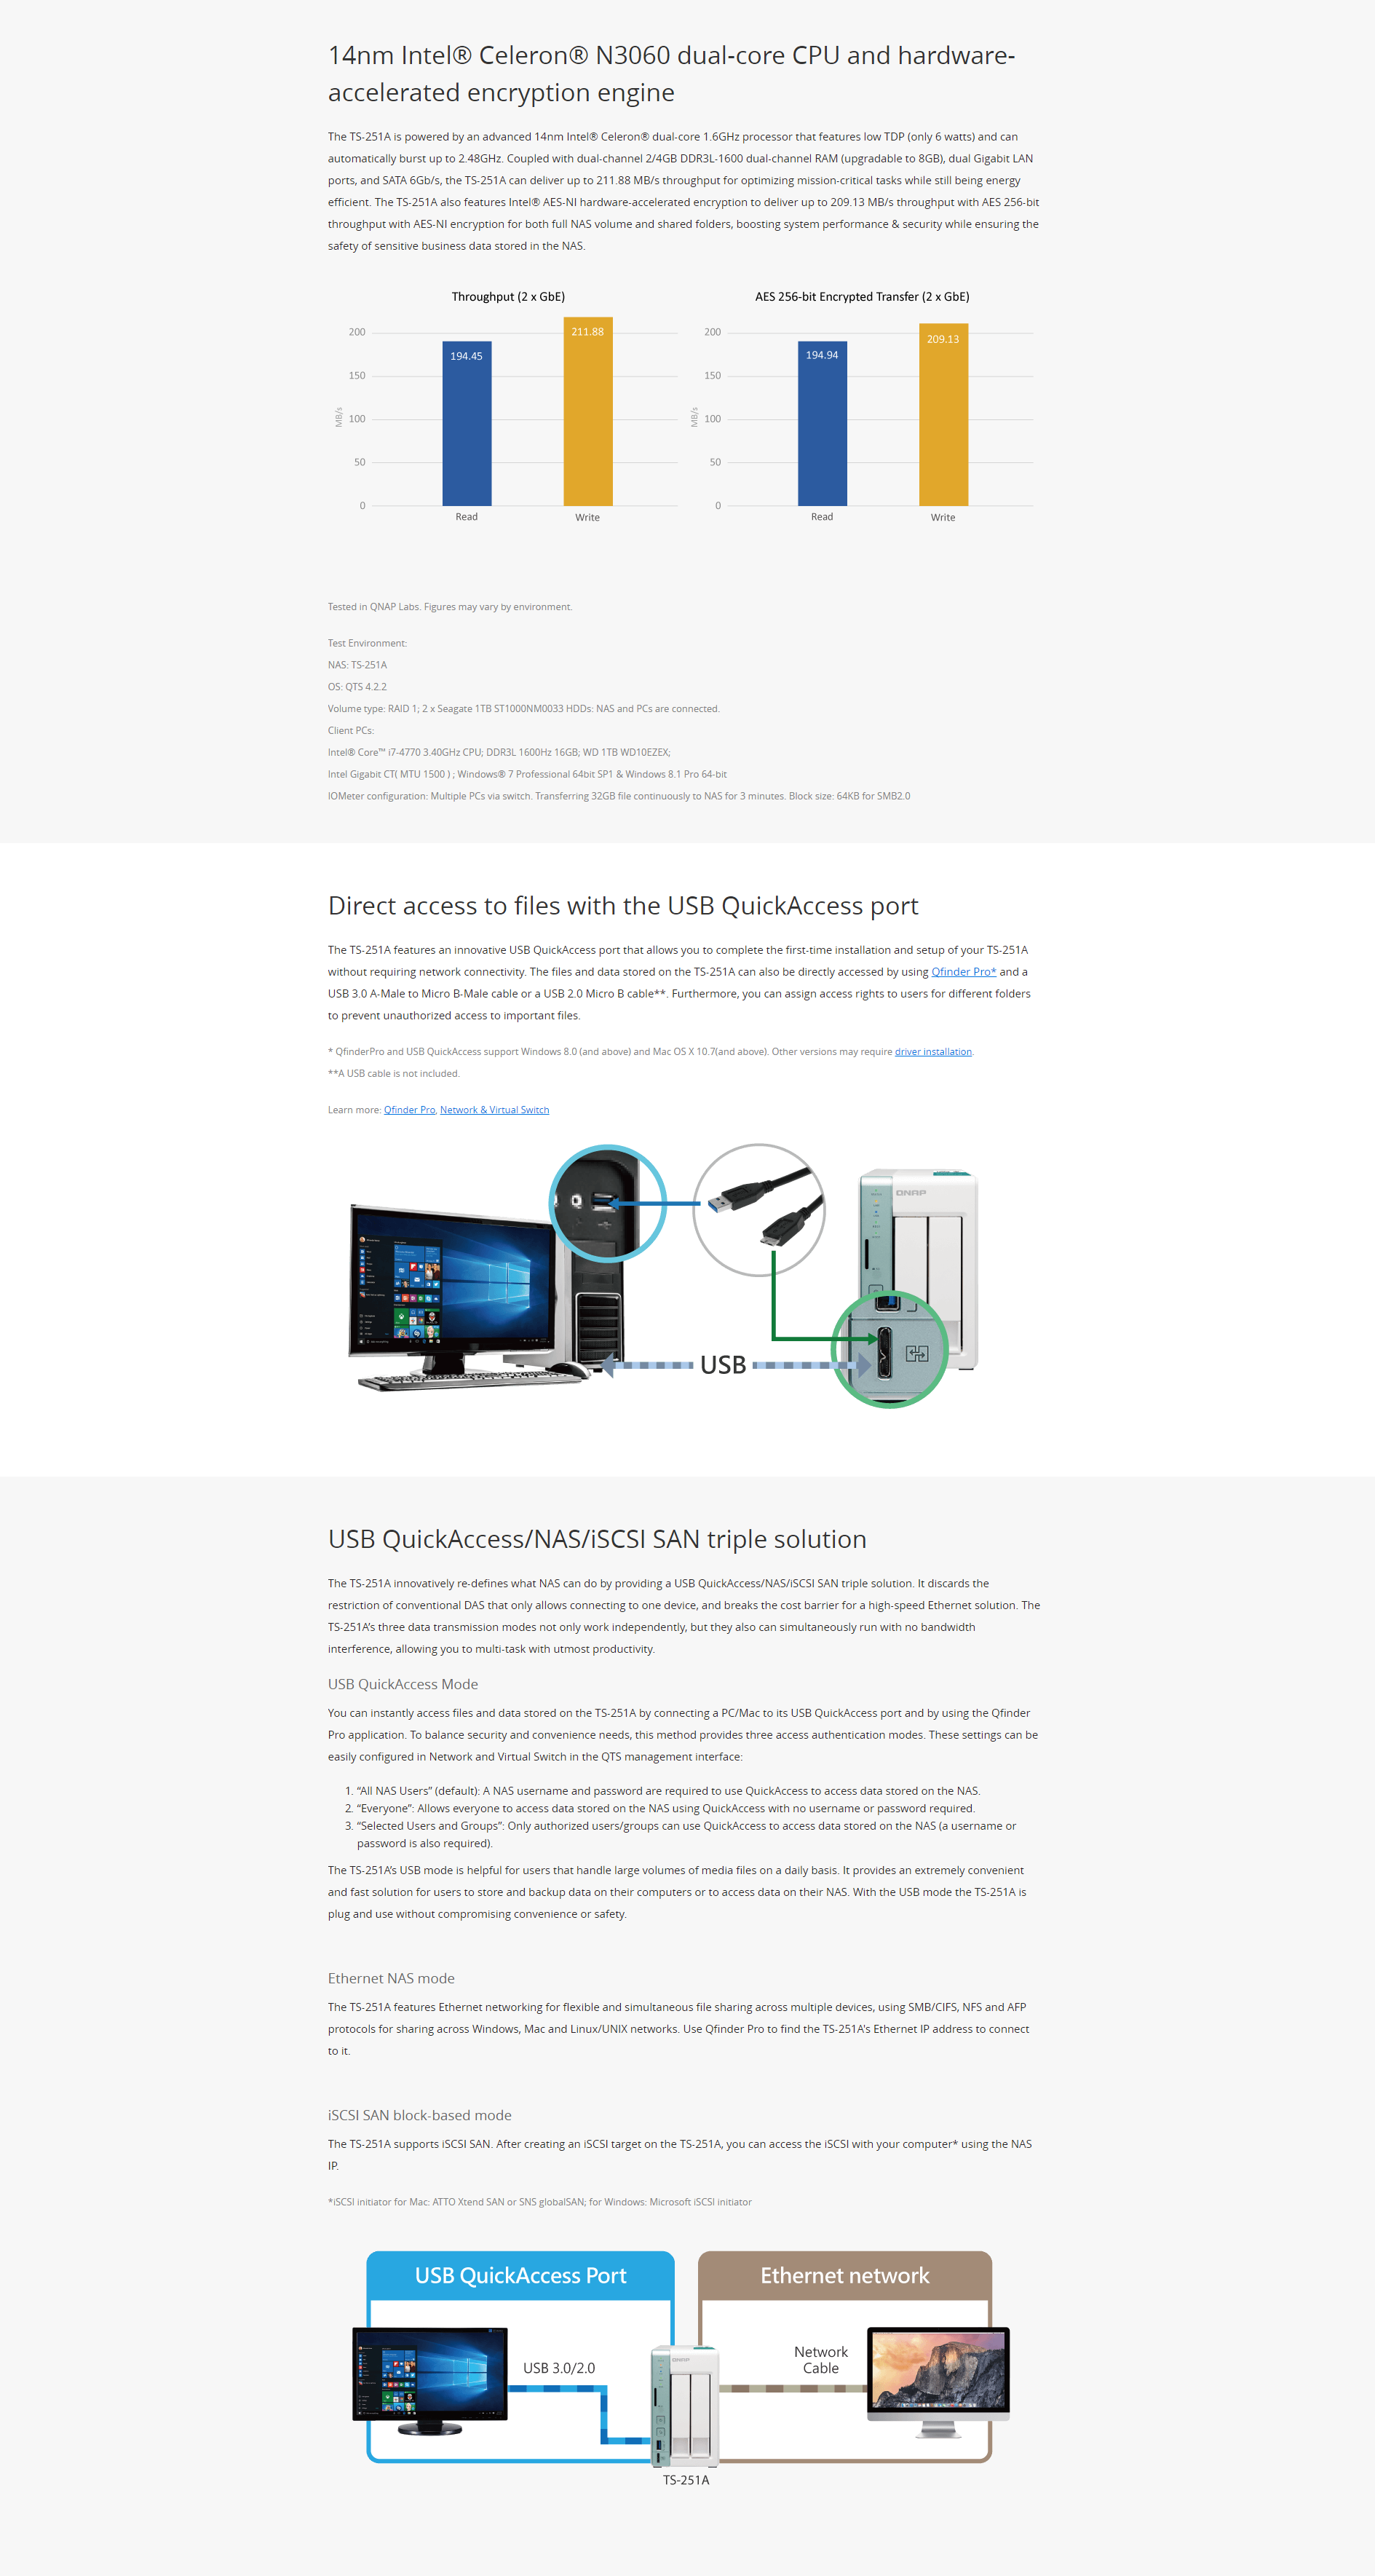 14nm Intel® Celeron® N3060 dual-core CPU and hardware-
accelerated encryption engine
The TS-251A is powered by an advanced 14nm Intel® Celeron® dual-core 1.6GHz processor that features low TDP (only 6 watts) and can
automatically burst up to 2.48GHz. Coupled with dual-channel 2/4GB DDR3L-1600 dual-channel RAM (upgradable to 8GB), dual Gigabit LAN
ports, and SATA 6Gb/s, the TS-251A can deliver up to 211.88 MB/s throughput for optimizing mission-critical tasks while still being energy
efficient. The TS-251A also features Intel® AES-NI hardware-accelerated encryption to deliver up to 209.13 MB/s throughput with AES 256-bit
throughput with AES-NI encryption for both full NAS volume and shared folders, boosting system performance & security while ensuring the
safety of sensitive business data stored in the NAS.
Throughput (2 x GbE)
200
150
100
50
0
MB/s
194.45
211.88
Read
Write
AES 256-bit Encrypted Transfer (2 x GbE)
200
150
100
50
0
MB/s
194.94
209.13
Read
Write
Tested in QNAP Labs. Figures may vary by environment.
Test Environment:
NAS: TS-251A
OS: QTS 4.2.2
Volume type: RAID 1; 2 x Seagate 1TB ST1000NM0033 HDDs: NAS and PCs are connected.
Client PCs:
Intel® Core™ i7-4770 3.40GHz CPU; DDR3L 1600Hz 16GB; WD 1TB WD10EZEX;
Intel Gigabit CT( MTU 1500 ) ; Windows® 7 Professional 64bit SP1 & Windows 8.1 Pro 64-bit
IOMeter configuration: Multiple PCs via switch. Transferring 32GB file continuously to NAS for 3 minutes. Block size: 64KB for SMB2.0
Direct access to files with the USB QuickAccess port
The TS-251A features an innovative USB QuickAccess port that allows you to complete the first-time installation and setup of your TS-251A
without requiring network connectivity. The files and data stored on the TS-251A can also be directly accessed by using Qfinder Pro* and a
USB 3.0 A-Male to Micro B-Male cable or a USB 2.0 Micro B cable**. Furthermore, you can assign access rights to users for different folders
to prevent unauthorized access to important files.
* QfinderPro and USB QuickAccess support Windows 8.0 (and above) and Mac OS X 10.7(and above). Other versions may require driver installation.
**A USB cable is not included.
Learn more: Qfinder Pro, Network & Virtual Switch
QNAP
USB
USB QuickAccess/NAS/iSCSI SAN triple solution
The TS-251A innovatively re-defines what NAS can do by providing a USB QuickAccess/NAS/iSCSI SAN triple solution. It discards the
restriction of conventional DAS that only allows connecting to one device, and breaks the cost barrier for a high-speed Ethernet solution. The
TS-251A’s three data transmission modes not only work independently, but they also can simultaneously run with no bandwidth
interference, allowing you to multi-task with utmost productivity.
USB QuickAccess Mode
You can instantly access files and data stored on the TS-251A by connecting a PC/Mac to its USB QuickAccess port and by using the Qfinder
Pro application. To balance security and convenience needs, this method provides three access authentication modes. These settings can be
easily configured in Network and Virtual Switch in the QTS management interface:
1. “All NAS Users” (default): A NAS username and password are required to use QuickAccess to access data stored on the NAS.
2. “Everyone”: Allows everyone to access data stored on the NAS using QuickAccess with no username or password required.
3. “Selected Users and Groups”: Only authorized users/groups can use QuickAccess to access data stored on the NAS (a username or
password is also required).
The TS-251A’s USB mode is helpful for users that handle large volumes of media files on a daily basis. It provides an extremely convenient
and fast solution for users to store and backup data on their computers or to access data on their NAS. With the USB mode the TS-251A is
plug and use without compromising convenience or safety.
Ethernet NAS mode
The TS-251A features Ethernet networking for flexible and simultaneous file sharing across multiple devices, using SMB/CIFS, NFS and AFP
protocols for sharing across Windows, Mac and Linux/UNIX networks. Use Qfinder Pro to find the TS-251A's Ethernet IP address to connect
to it.
iSCSI SAN block-based mode
The TS-251A supports iSCSI SAN. After creating an iSCSI target on the TS-251A, you can access the iSCSI with your computer* using the NAS
IP.
*iSCSI initiator for Mac: ATTO Xtend SAN or SNS globalSAN; for Windows: Microsoft iSCSI initiator
USB QuickAccess Port
Ethernet network
USB 3.0/2.0
Network
Cable
QNAP
TS-251A